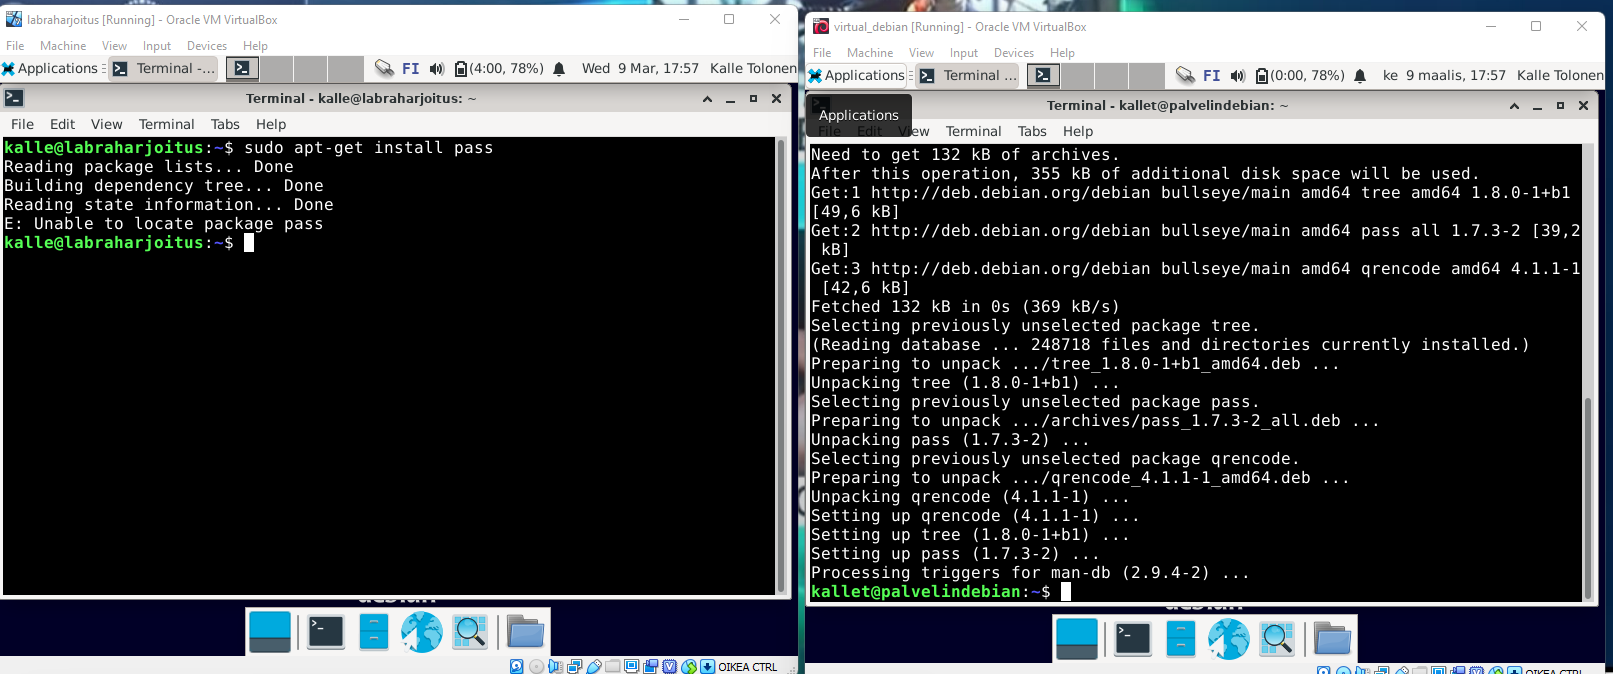 labraharjoitus [Running] - Oracle VM VirtualBox
File Machine View Input Devices Help
Applications Terminal -... FI (4:00, 78%) Wed 9 Mar, 17:57 Kalle Tolonen
Terminal - kalle@labraharjoitus: ~
File Edit View Terminal Tabs Help
kalle@labraharjoitus:~$ sudo apt-get install pass
Reading package lists... Done
Building dependency tree... Done
Reading state information... Done
E: Unable to locate package pass
kalle@labraharjoitus:~$
OIKEA CTRL
virtual_debian [Running] - Oracle VM VirtualBox
File Machine View Input Devices Help
Applications Terminal ... FI (0:00, 78%) ke 9 maalis, 17:57 Kalle Tolonen
Terminal - kallet@palvelindebian: ~
Applications
File Edit View Terminal Tabs Help
Need to get 132 kB of archives.
After this operation, 355 kB of additional disk space will be used.
Get:1 http://deb.debian.org/debian bullseye/main amd64 tree amd64 1.8.0-1+b1
[49,6 kB]
Get:2 http://deb.debian.org/debian bullseye/main amd64 pass all 1.7.3-2 [39,2
kB]
Get:3 http://deb.debian.org/debian bullseye/main amd64 qrencode amd64 4.1.1-1
[42,6 kB]
Fetched 132 kB in 0s (369 kB/s)
Selecting previously unselected package tree.
(Reading database ... 248718 files and directories currently installed.)
Preparing to unpack .../tree_1.8.0-1+b1_amd64.deb ...
Unpacking tree (1.8.0-1+b1) ...
Selecting previously unselected package pass.
Preparing to unpack .../archives/pass_1.7.3-2_all.deb ...
Unpacking pass (1.7.3-2) ...
Selecting previously unselected package qrencode.
Preparing to unpack .../qrencode_4.1.1-1_amd64.deb ...
Unpacking qrencode (4.1.1-1) ...
Setting up qrencode (4.1.1-1) ...
Setting up tree (1.8.0-1+b1) ...
Setting up pass (1.7.3-2) ...
Processing triggers for man-db (2.9.4-2) ...
kallet@palvelindebian:~$
OIKEA CTRL